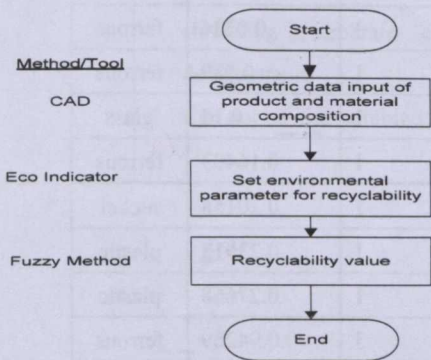 Start
Method/Tool
CAD
Geometric data input of
product and material
composition
Eco Indicator
Set environmental
parameter for recyclability
Fuzzy Method
Recyclability value
End